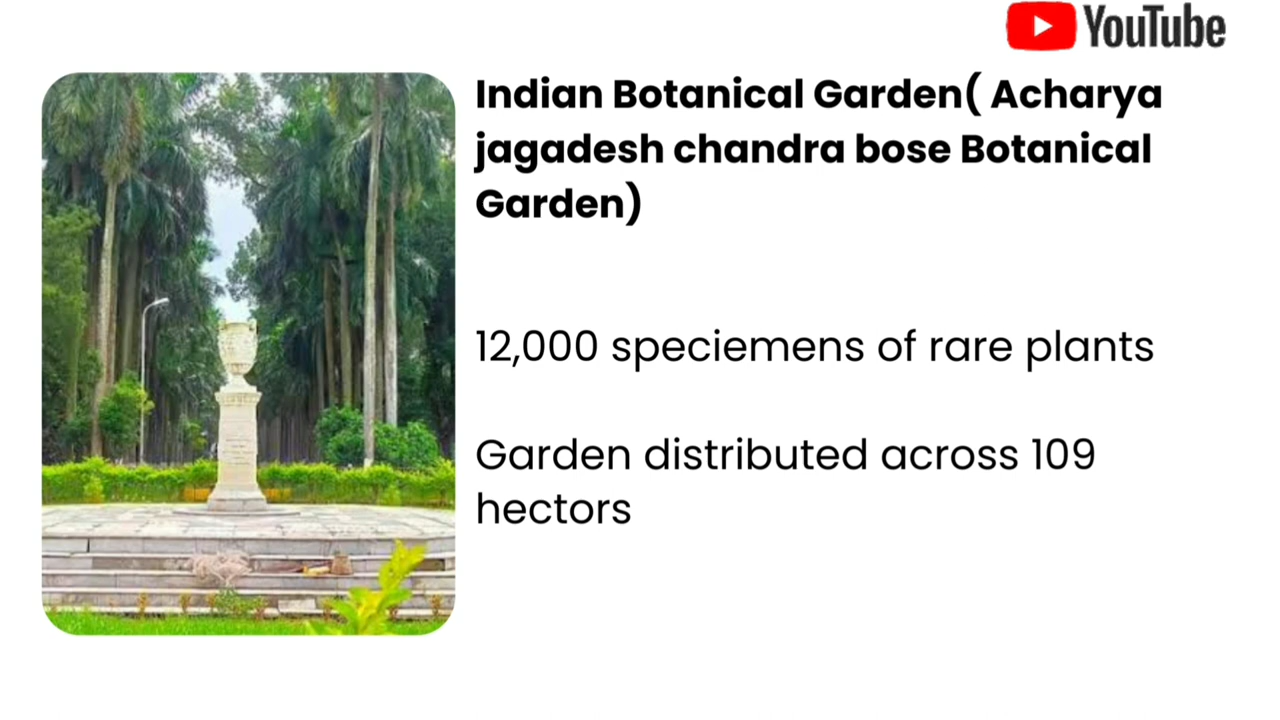 YouTube
Indian Botanical Garden( Acharya
jagadesh chandra bose Botanical
Garden)
12,000 speciemens of rare plants
Garden distributed across 109
hectors